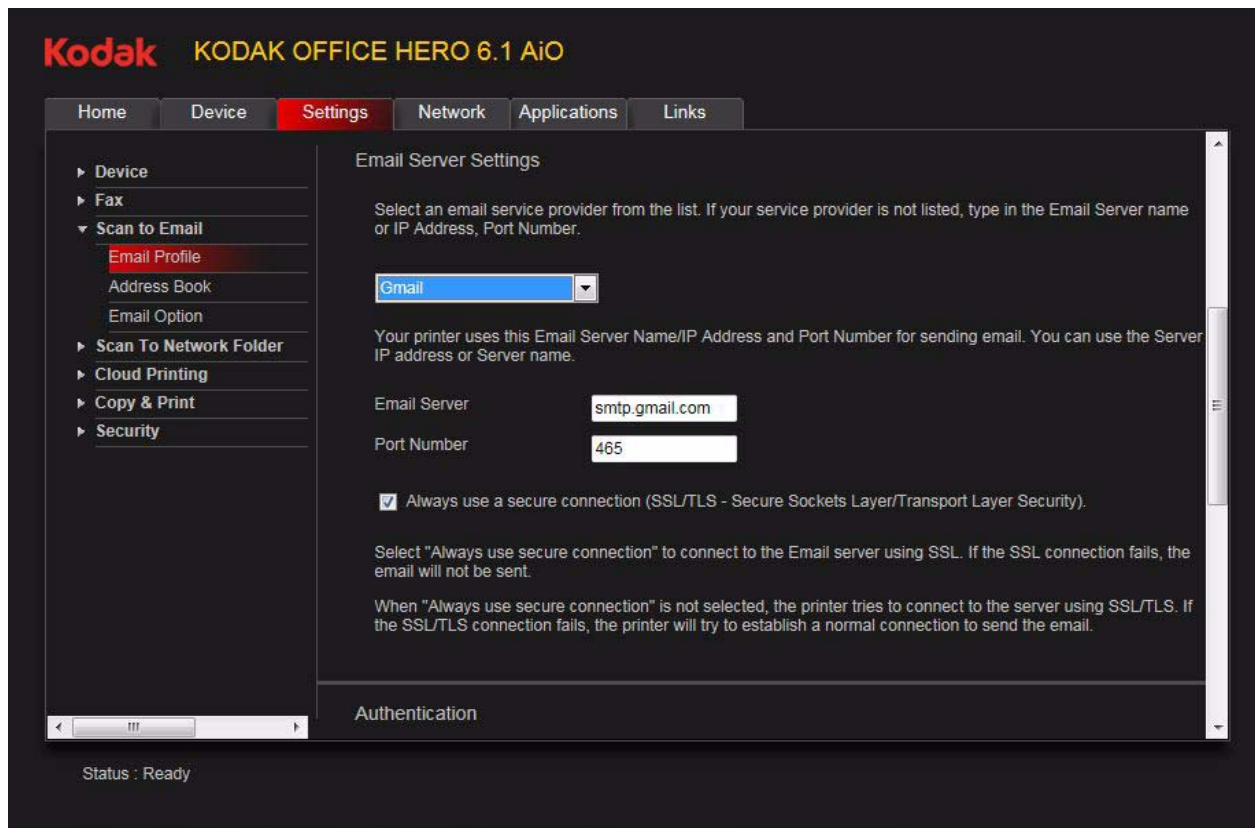 Kodak KODAK OFFICE HERO 6.1 AiO
Home Device Settings Network Applications Links
Device
Fax
Scan to Email
Email Profile
Address Book
Email Option
Scan To Network Folder
Cloud Printing
Copy & Print
Security
Email Server Settings
Select an email service provider from the list. If your service provider is not listed, type in the Email Server name
or IP Address, Port Number.
Gmail
Your printer uses this Email Server Name/IP Address and Port Number for sending email. You can use the Server
IP address or Server name.
Email Server smtp.gmail.com
Port Number 465
Always use a secure connection (SSL/TLS - Secure Sockets Layer/Transport Layer Security).
Select "Always use secure connection" to connect to the Email server using SSL. If the SSL connection fails, the
email will not be sent.
When "Always use secure connection" is not selected, the printer tries to connect to the server using SSL/TLS. If
the SSL/TLS connection fails, the printer will try to establish a normal connection to send the email.
Authentication
Status : Ready